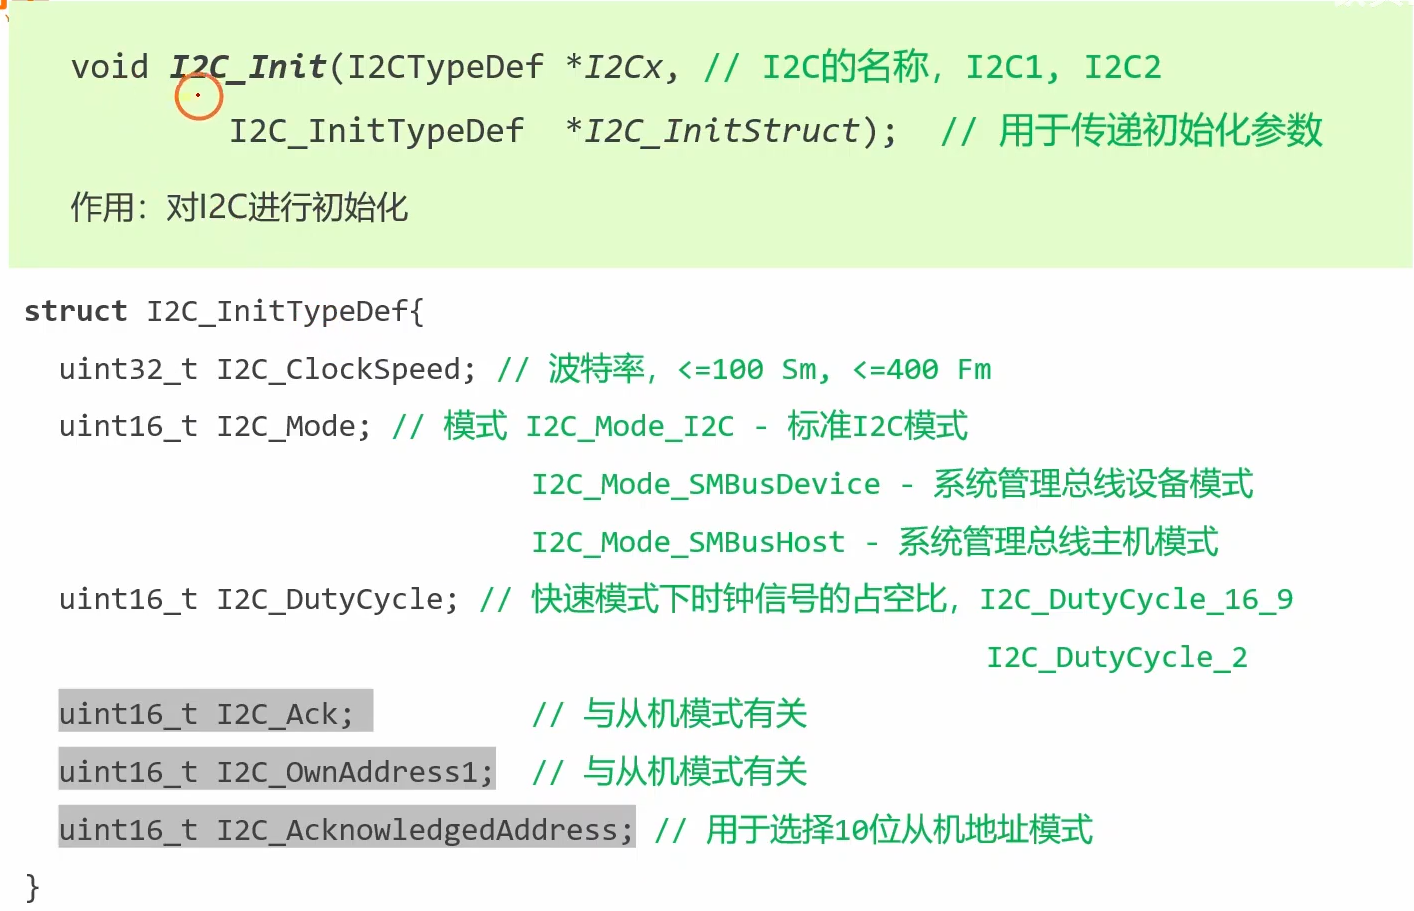 void I2C_Init(I2CTypeDef *I2Cx, // I2C的名称，I2C1, I2C2
I2C_InitTypeDef *I2C_InitStruct); // 用于传递初始化参数
作用：对I2C进行初始化
struct I2C_InitTypeDef{
uint32_t I2C_ClockSpeed; // 波特率，<=100 Sm, <=400 Fm
uint16_t I2C_Mode; // 模式 I2C_Mode_I2C - 标准I2C模式
I2C_Mode_SMBusDevice - 系统管理总线设备模式
I2C_Mode_SMBusHost - 系统管理总线主机模式
uint16_t I2C_DutyCycle; // 快速模式下时钟信号的占空比，I2C_DutyCycle_16_9
I2C_DutyCycle_2
uint16_t I2C_Ack; // 与从机模式有关
uint16_t I2C_OwnAddress1; // 与从机模式有关
uint16_t I2C_AcknowledgedAddress; // 用于选择10位从机地址模式
}